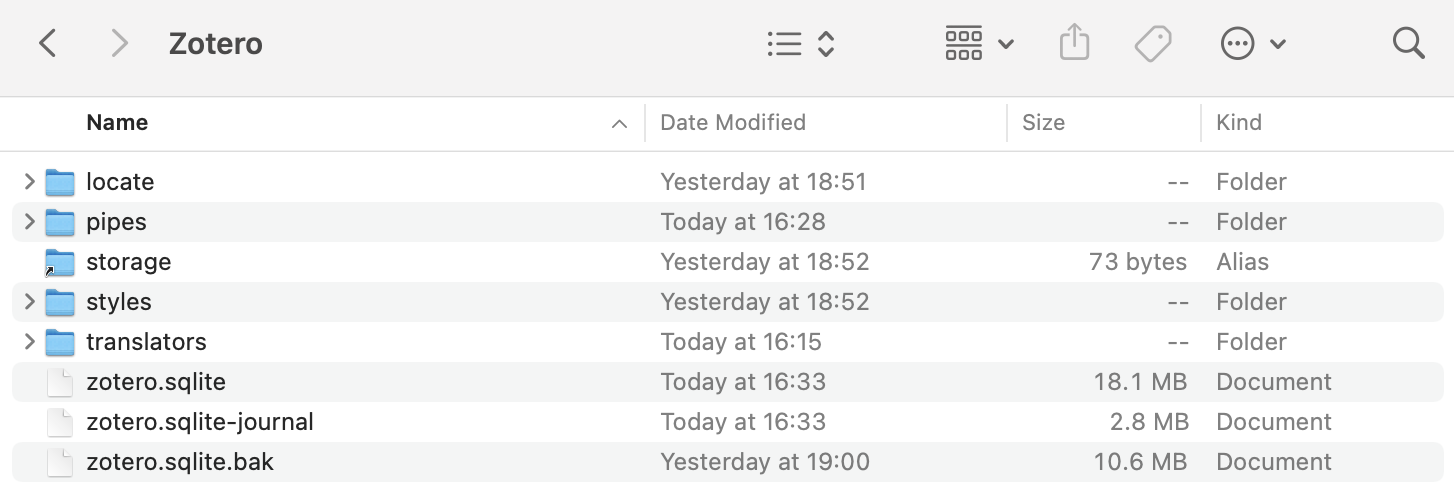 Zotero
Name Date Modified Size Kind
locate Yesterday at 18:51 -- Folder
pipes Today at 16:28 -- Folder
storage Yesterday at 18:52 73 bytes Alias
styles Yesterday at 18:52 -- Folder
translators Today at 16:15 -- Folder
zotero.sqlite Today at 16:33 18.1 MB Document
zotero.sqlite-journal Today at 16:33 2.8 MB Document
zotero.sqlite.bak Yesterday at 19:00 10.6 MB Document